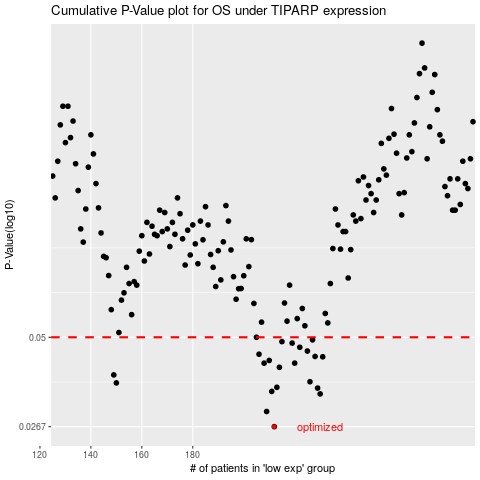 Cumulative P-Value plot for OS under TIPARP expression
P-Value(log10)
0.05
0.0267
optimized
120 140 160 180
# of patients in 'low exp' group